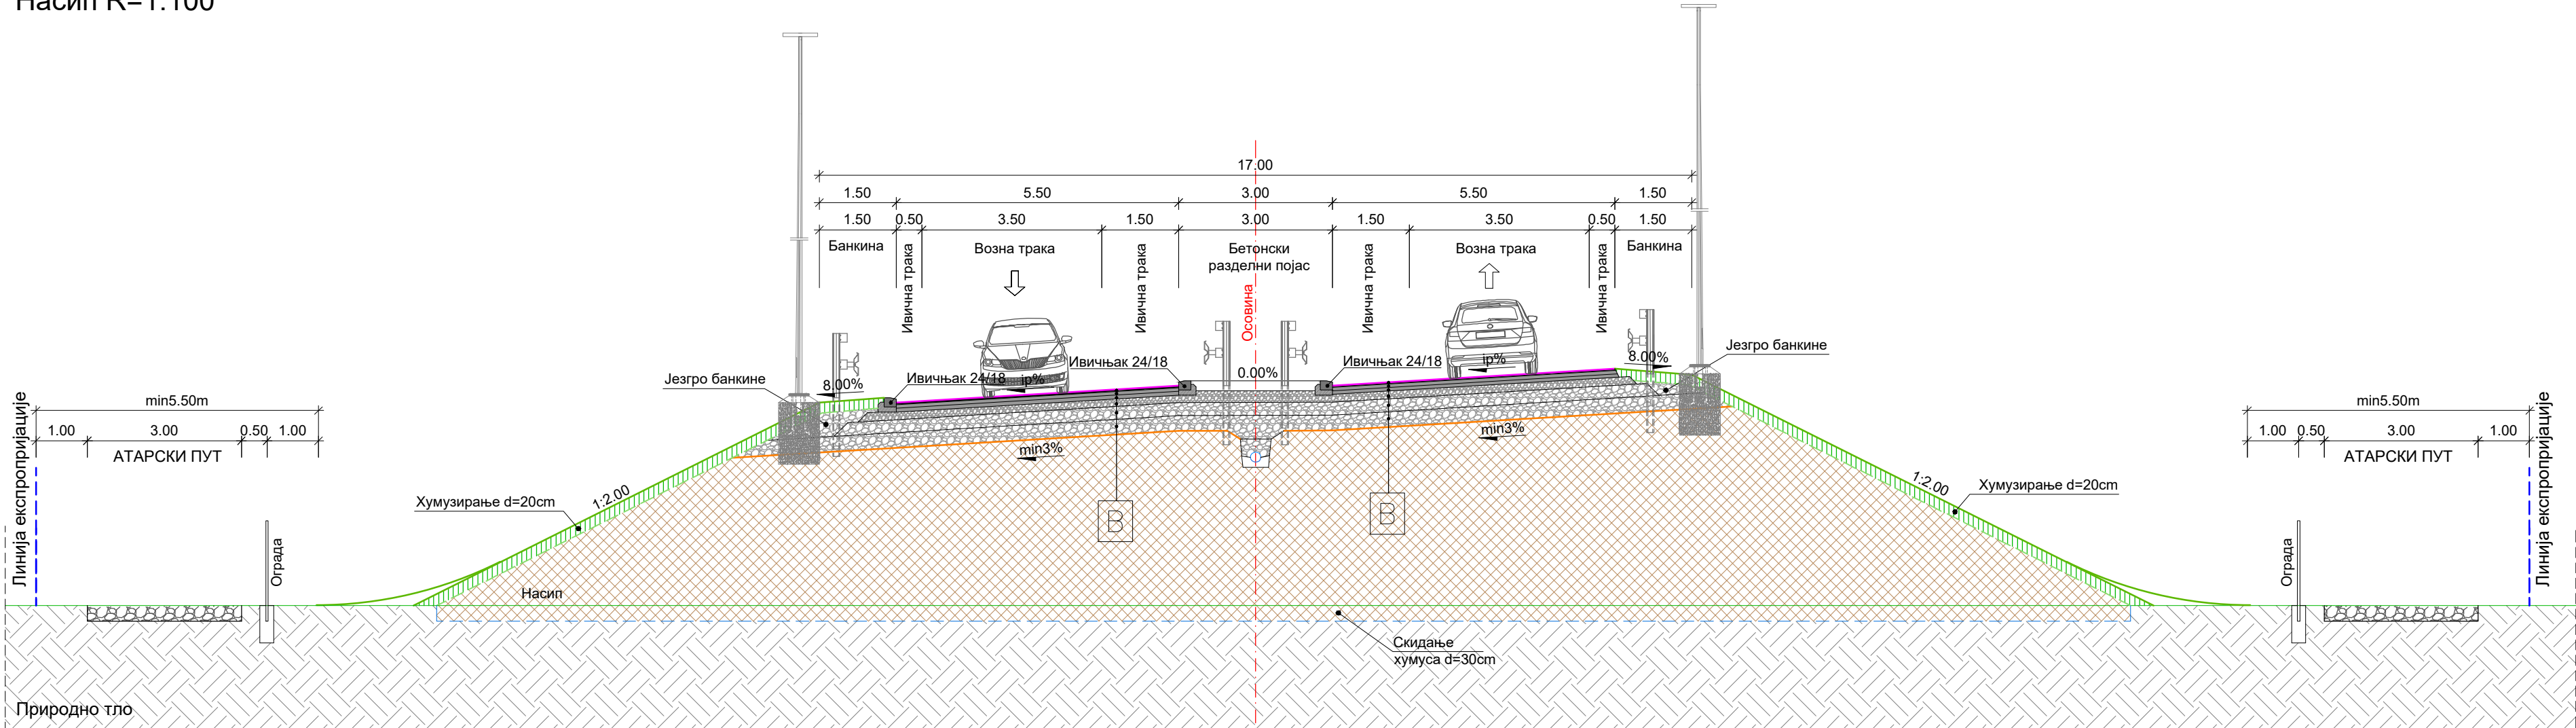 Насип R=1:100
17.00
1.50 5.50 3.00 5.50 1.50
1.50 0.50 3.50 1.50 3.00 1.50 3.50 0.50 1.50
Банкина
Ивична трака
Возна трака
Ивична трака
Бетонски
разделни појас
Осовина
Ивична трака
Возна трака
Ивична трака
Банкина
Језгро банкине
8.00%
Ивичњак 24/18
ip%
Ивичњак 24/18
0.00%
Ивичњак 24/18
ip%
8.00%
Језгро банкине
Линија експропријације
min5.50m
1.00 3.00 0.50 1.00
АТАРСКИ ПУТ
Ограда
Хумузирање d=20cm
1:2.00
min3%
B
min3%
B
1:2.00
Хумузирање d=20cm
min5.50m
1.00 0.50 3.00 1.00
АТАРСКИ ПУТ
Ограда
Линија експропријације
Насип
Скидање
хумуса d=30cm
Природно тло